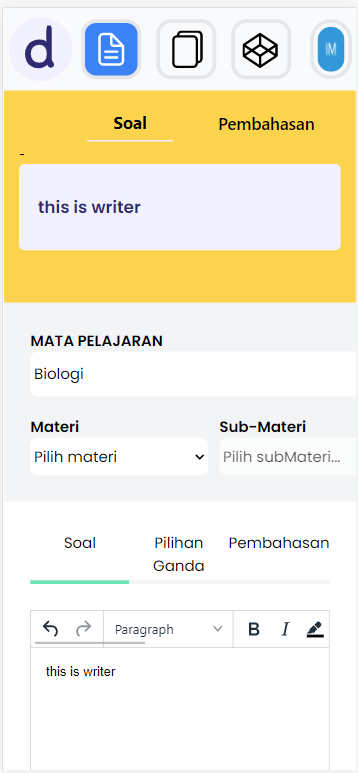 d
IM
Soal Pembahasan
-
this is writer
MATA PELAJARAN
Biologi
Materi Sub-Materi
Pilih materi Pilih subMateri...
Soal Pilihan Ganda Pembahasan
Paragraph B I
this is writer